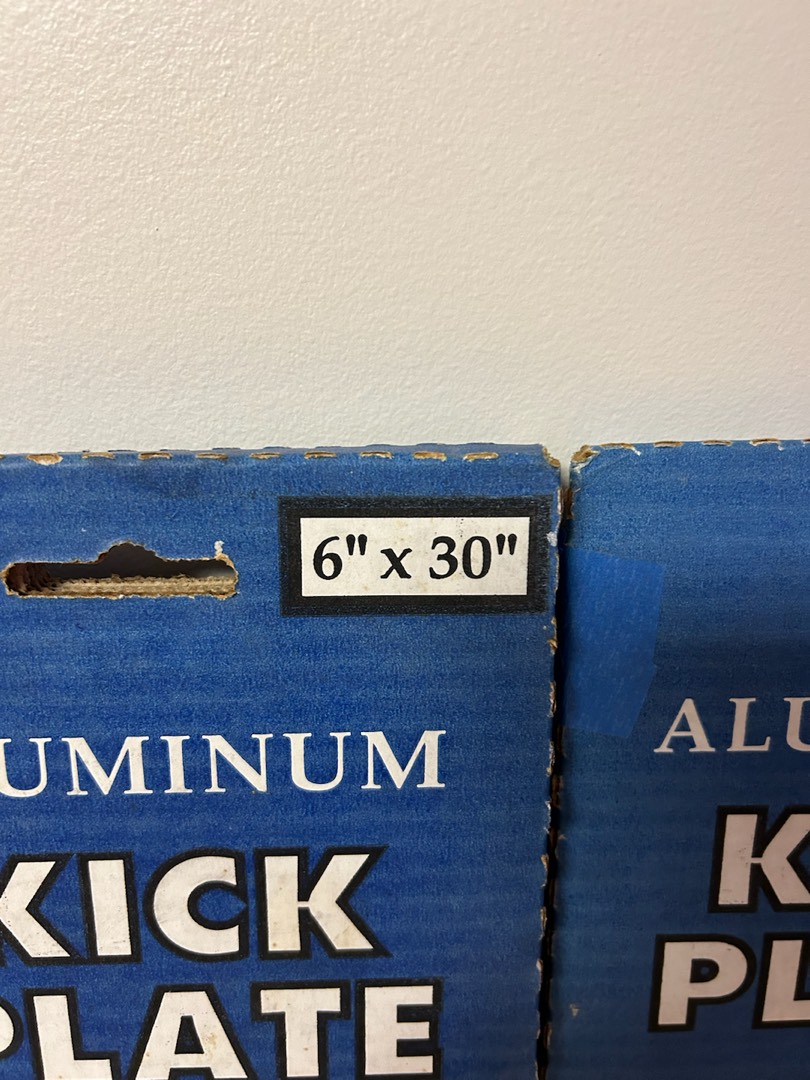 6" x 30"
UMINUM
KICK
PLATE
ALU
K
PL